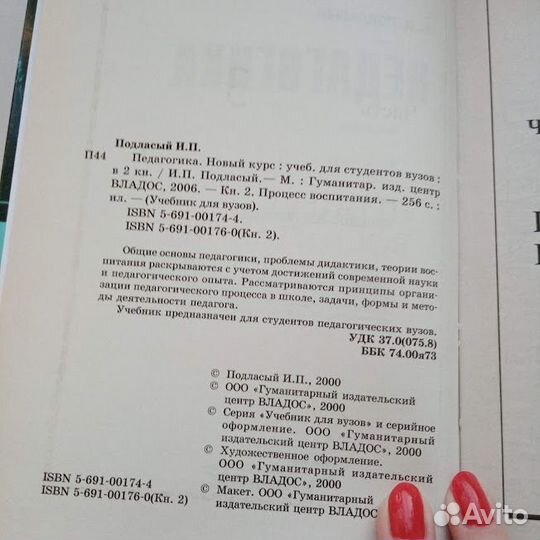 Подласый И.П.
П44 Педагогика. Новый курс : учеб. для студентов вузов :
в 2 кн. / И.П. Подласый.— М. : Гуманитар. изд. центр
ВЛАДОС, 2006. — Кн. 2. Процесс воспитания. — 256 с. :
ил. — (Учебник для вузов).
ISBN 5-691-00174-4.
ISBN 5-691-00176-0(Кн. 2).
Общие основы педагогики, проблемы дидактики, теории вос-
питания раскрываются с учетом достижений современной науки
и педагогического опыта. Рассматриваются принципы органи-
зации педагогического процесса в школе, задачи, формы и мето-
ды деятельности педагога.
Учебник предназначен для студентов педагогических вузов.
УДК 37.0(075.8)
ББК 74.00я73
© Подласый И.П., 2000
© ООО «Гуманитарный издательский
центр ВЛАДОС», 2000
© Серия «Учебник для вузов» и серийное
оформление. ООО «Гуманитарный
издательский центр ВЛАДОС», 2000
© Художественное оформление.
ООО «Гуманитарный издательский
центр ВЛАДОС», 2000
© Макет. ООО «Гуманитарный
издательский центр ВЛАДОС
ISBN 5-691-00174-4
ISBN 5-691-00176-0(Кн. 2)
Avito